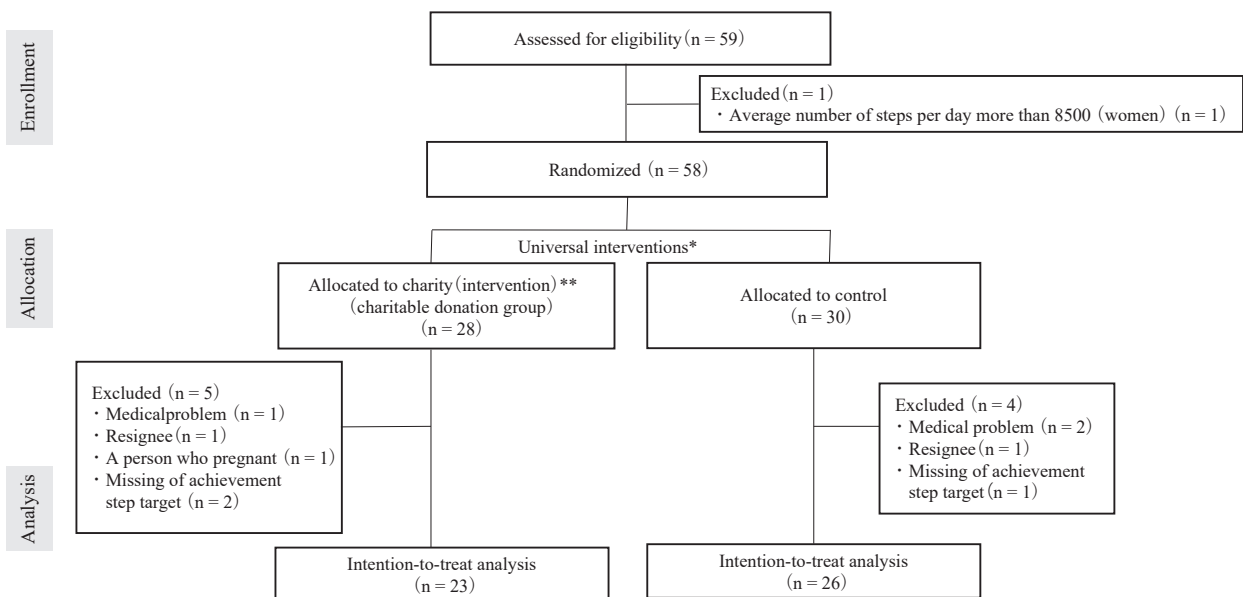 Enrollment
Assessed for eligibility (n = 59)
Excluded (n = 1)
・Average number of steps per day more than 8500 (women) (n = 1)
Randomized (n = 58)
Allocation
Universal interventions*
Allocated to charity (intervention) **
(charitable donation group)
(n = 28)
Allocated to control
(n = 30)
Excluded (n = 5)
・Medicalproblem (n = 1)
・Resignee (n = 1)
・A person who pregnant (n = 1)
・Missing of achievement
step target (n = 2)
Excluded (n = 4)
・Medical problem (n = 2)
・Resignee (n = 1)
・Missing of achievement
step target (n = 1)
Analysis
Intention-to-treat analysis
(n = 23)
Intention-to-treat analysis
(n = 26)